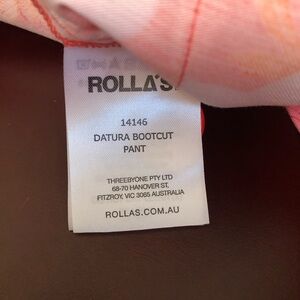 ROLLA'S
14146
DATURA BOOTCUT
PANT
THREEBYONE PTY LTD
68-70 HANOVER ST,
FITZROY, VIC 3065 AUSTRALIA
ROLLAS.COM.AU